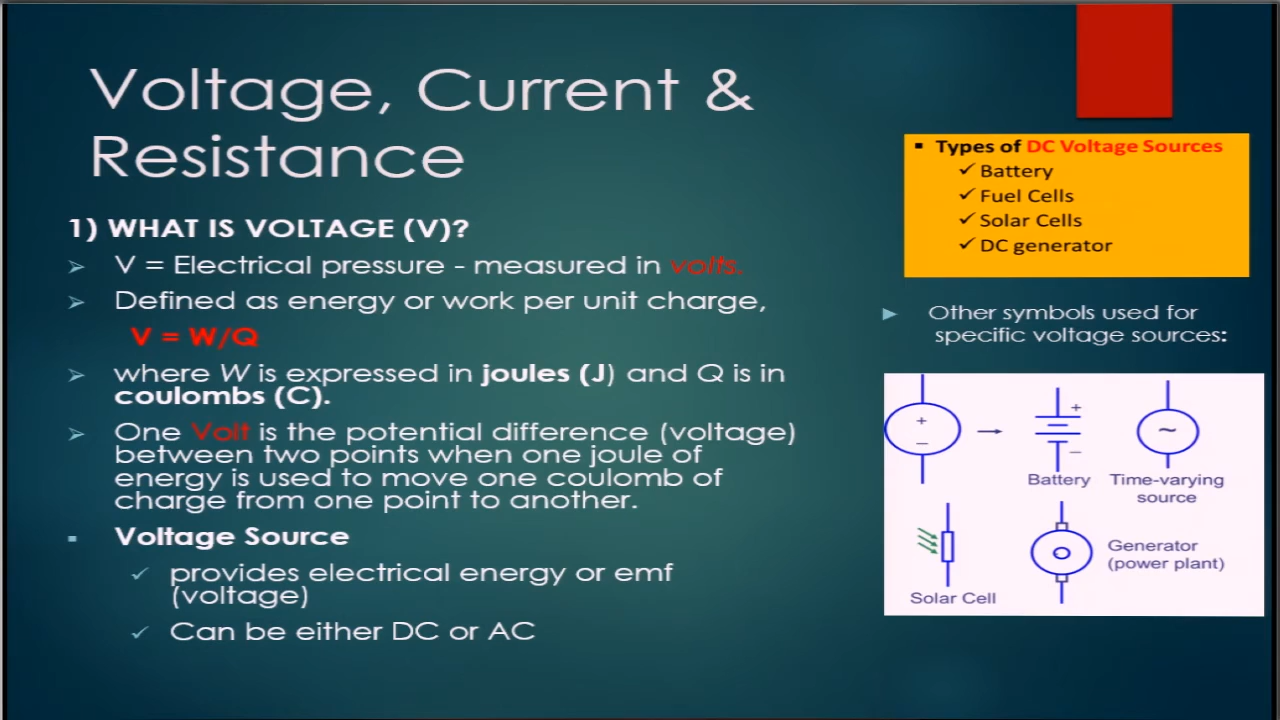 Voltage, Current &
Resistance
1) WHAT IS VOLTAGE (V)?
➢ V = Electrical pressure - measured in volts.
➢ Defined as energy or work per unit charge,
V = W/Q
➢ where W is expressed in joules (J) and Q is in
coulombs (C).
➢ One Volt is the potential difference (voltage)
between two points when one joule of
energy is used to move one coulomb of
charge from one point to another.
▪ Voltage Source
✓ provides electrical energy or emf
(voltage)
✓ Can be either DC or AC
▪ Types of DC Voltage Sources
✓ Battery
✓ Fuel Cells
✓ Solar Cells
✓ DC generator
► Other symbols used for
specific voltage sources:
+
−
+
−
~
Battery
Time-varying
source
Solar Cell
Generator
(power plant)